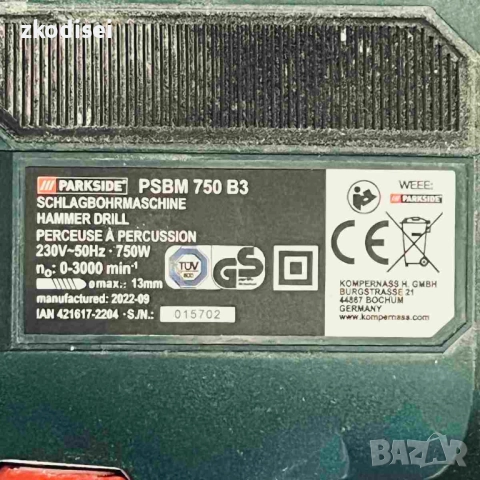 zkodisei
/// PARKSIDE® PSBM 750 B3
SCHLAGBOHRMASCHINE
HAMMER DRILL
PERCEUSE À PERCUSSION
230V~50Hz · 750W
n₀: 0-3000 min⁻¹
ø max.: 13mm
manufactured: 2022-09
IAN 421617-2204 · S./N.: 015702
TÜV
GS
WEEE:
/// PARKSIDE
KOMPERNASS H. GMBH
BURGSTRASSE 21
44867 BOCHUM
GERMANY
www.kompernass.com
BAZAR